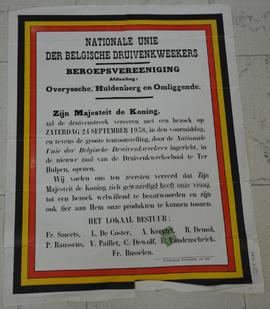 NATIONALE UNIE
DER BELGISCHE DRUIVENKWEEKERS
BEROEPSVEREENIGING
Afdeeling:
Overyssche, Huldenberg en Omliggende.
Zijn Majesteit de Koning,
zal de druivenstreek vereeren met een bezoek op
ZATERDAG 24 SEPTEMBER 1938, in den voormiddag,
en tevens de groote tentoonstelling, door de Nationale
Unie der Belgische Druivenkweekers ingericht, in
de nieuwe zaal van de Druivenkweekschool te Ter
Hulpen, openen.
Wij voelen ons ten zeerste vereerd dat Zijn
Majesteit de Koning zich gewaardigd heeft onze vraag
tot een bezoek welwillend te beantwoorden en zijn
ook fier aan Hem onze produkten te kunnen toonen.
HET LOKAAL BESTUUR:
Fr. Smeets, L. De Coster, A. R. Demol,
P. Raussens, V. Paillet, C. Dewolf, Vandenschrick.
Fr. Busselen.